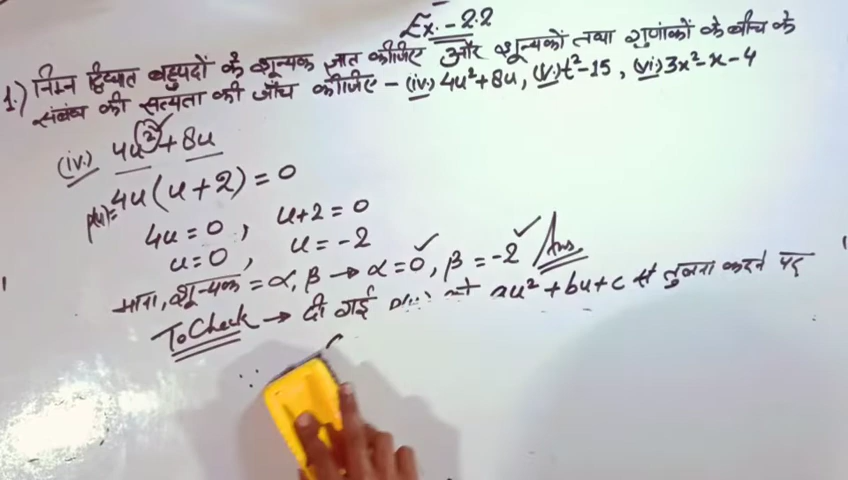 Ex. - 2.2
1.) निम्न द्विघात बहुपदों के शून्यक ज्ञात कीजिए और शून्यकों तथा गुणांकों के बीच के
संबंध की सत्यता की जाँच कीजिए - (iv.) 4u²+8u, (v.) t²-15, (vi.) 3x²-x-4
(iv.) 4u²+8u
p(u)= 4u(u+2) = 0
4u = 0 , u+2 = 0
u = 0 , u = -2
माना, शून्यक = α, β → α = 0, β = -2 Ans
To Check → दी गई को au²+bu+c से तुलना करने पर
∵